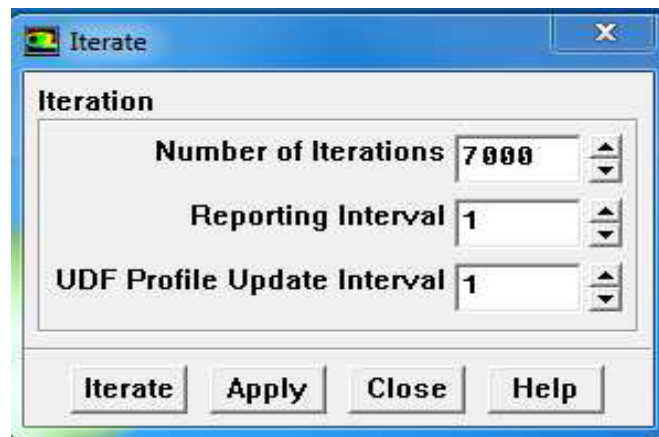 Iterate
Iteration
Number of Iterations 7000
Reporting Interval 1
UDF Profile Update Interval 1
Iterate Apply Close Help